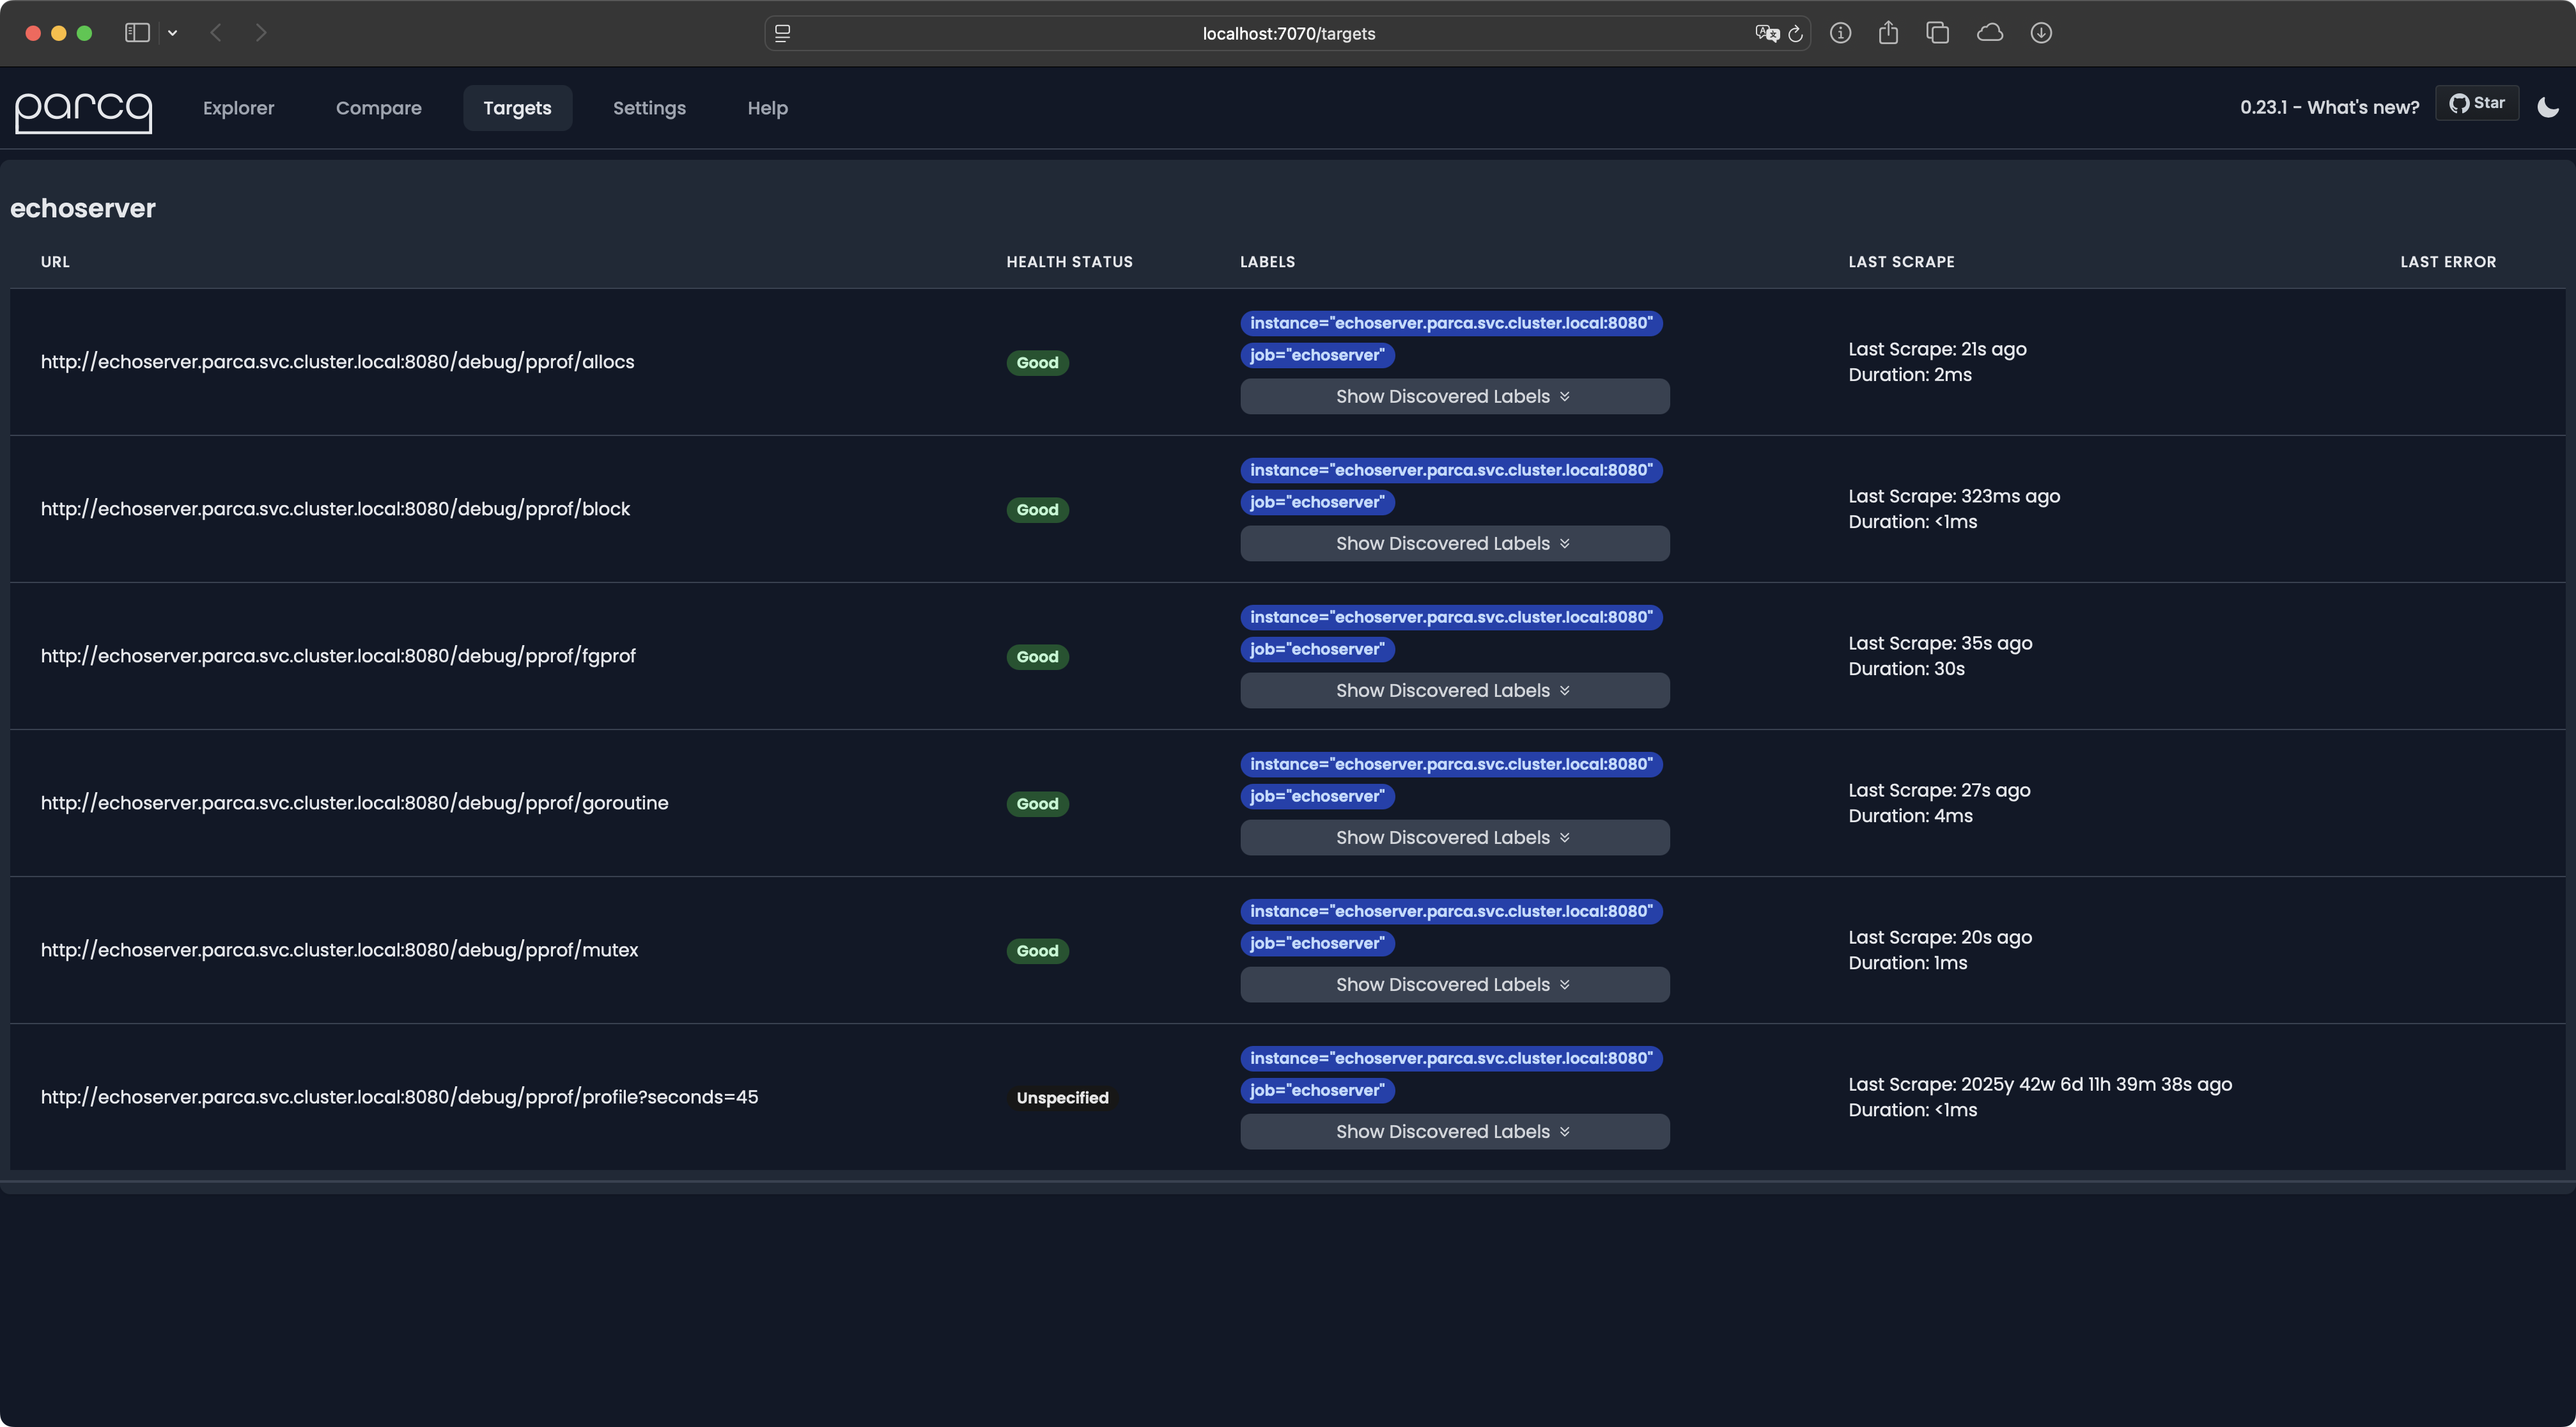 localhost:7070/targets
parca
Explorer
Compare
Targets
Settings
Help
0.23.1 - What's new?
Star
echoserver
URL
HEALTH STATUS
LABELS
LAST SCRAPE
LAST ERROR
http://echoserver.parca.svc.cluster.local:8080/debug/pprof/allocs
Good
instance="echoserver.parca.svc.cluster.local:8080"
job="echoserver"
Show Discovered Labels
Last Scrape: 21s ago
Duration: 2ms
http://echoserver.parca.svc.cluster.local:8080/debug/pprof/block
Good
instance="echoserver.parca.svc.cluster.local:8080"
job="echoserver"
Show Discovered Labels
Last Scrape: 323ms ago
Duration: <1ms
http://echoserver.parca.svc.cluster.local:8080/debug/pprof/fgprof
Good
instance="echoserver.parca.svc.cluster.local:8080"
job="echoserver"
Show Discovered Labels
Last Scrape: 35s ago
Duration: 30s
http://echoserver.parca.svc.cluster.local:8080/debug/pprof/goroutine
Good
instance="echoserver.parca.svc.cluster.local:8080"
job="echoserver"
Show Discovered Labels
Last Scrape: 27s ago
Duration: 4ms
http://echoserver.parca.svc.cluster.local:8080/debug/pprof/mutex
Good
instance="echoserver.parca.svc.cluster.local:8080"
job="echoserver"
Show Discovered Labels
Last Scrape: 20s ago
Duration: 1ms
http://echoserver.parca.svc.cluster.local:8080/debug/pprof/profile?seconds=45
Unspecified
instance="echoserver.parca.svc.cluster.local:8080"
job="echoserver"
Show Discovered Labels
Last Scrape: 2025y 42w 6d 11h 39m 38s ago
Duration: <1ms